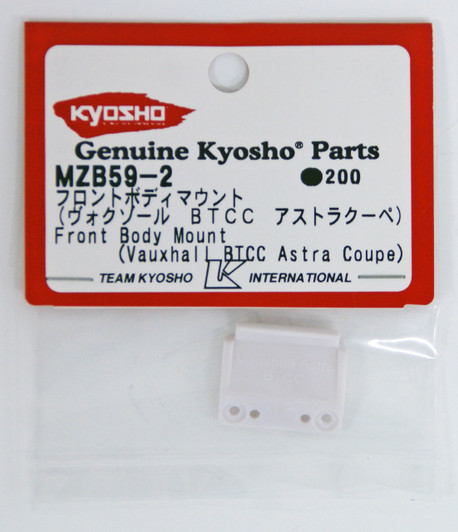 KYOSHO
Genuine Kyosho® Parts
MZB59-2 ●200
フロントボディマウント
(ヴォクゾール BTCC アストラクーペ)
Front Body Mount
(Vauxhall BTCC Astra Coupe)
TEAM KYOSHO K INTERNATIONAL